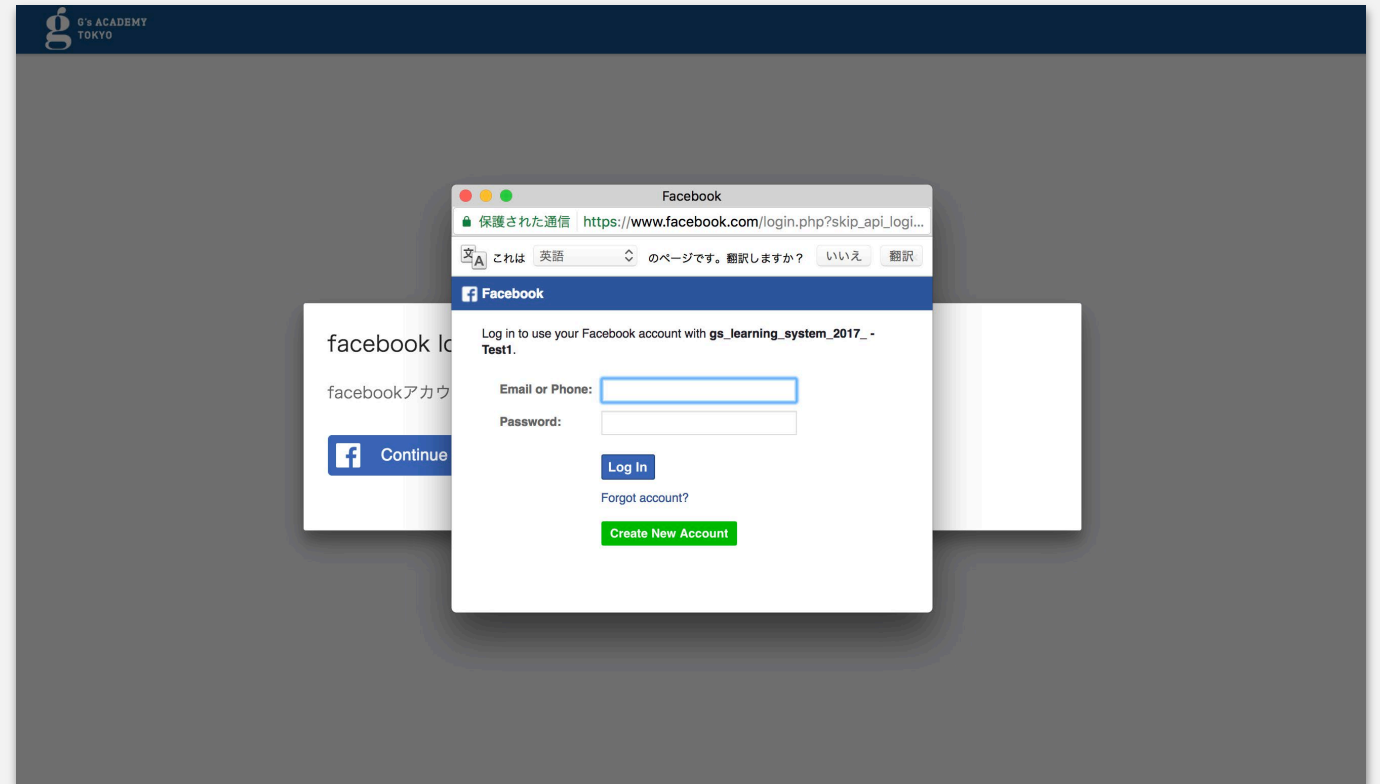 G's ACADEMY
TOKYO
Facebook
保護された通信 https://www.facebook.com/login.php?skip_api_logi...
これは 英語 のページです。翻訳しますか? いいえ 翻訳
Facebook
Log in to use your Facebook account with gs_learning_system_2017_ -
Test1.
Email or Phone:
Password:
Log In
Forgot account?
Create New Account
facebook lo
facebookアカウ
Continue